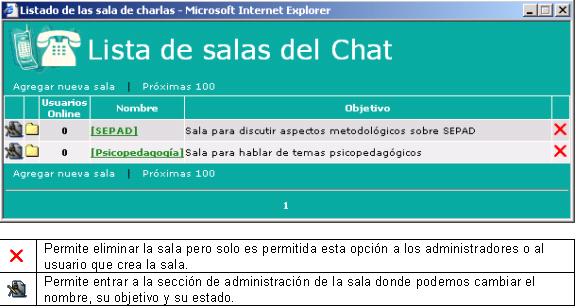 Listado de las sala de charlas - Microsoft Internet Explorer
Lista de salas del Chat
Agregar nueva sala | Próximas 100
Usuarios Online Nombre Objetivo
0 [SEPAD] Sala para discutir aspectos metodológicos sobre SEPAD
0 [Psicopedagogía] Sala para hablar de temas psicopedagógicos
Agregar nueva sala | Próximas 100
1
Permite eliminar la sala pero solo es permitida esta opción a los administradores o al
usuario que crea la sala.
Permite entrar a la sección de administración de la sala donde podemos cambiar el
nombre, su objetivo y su estado.